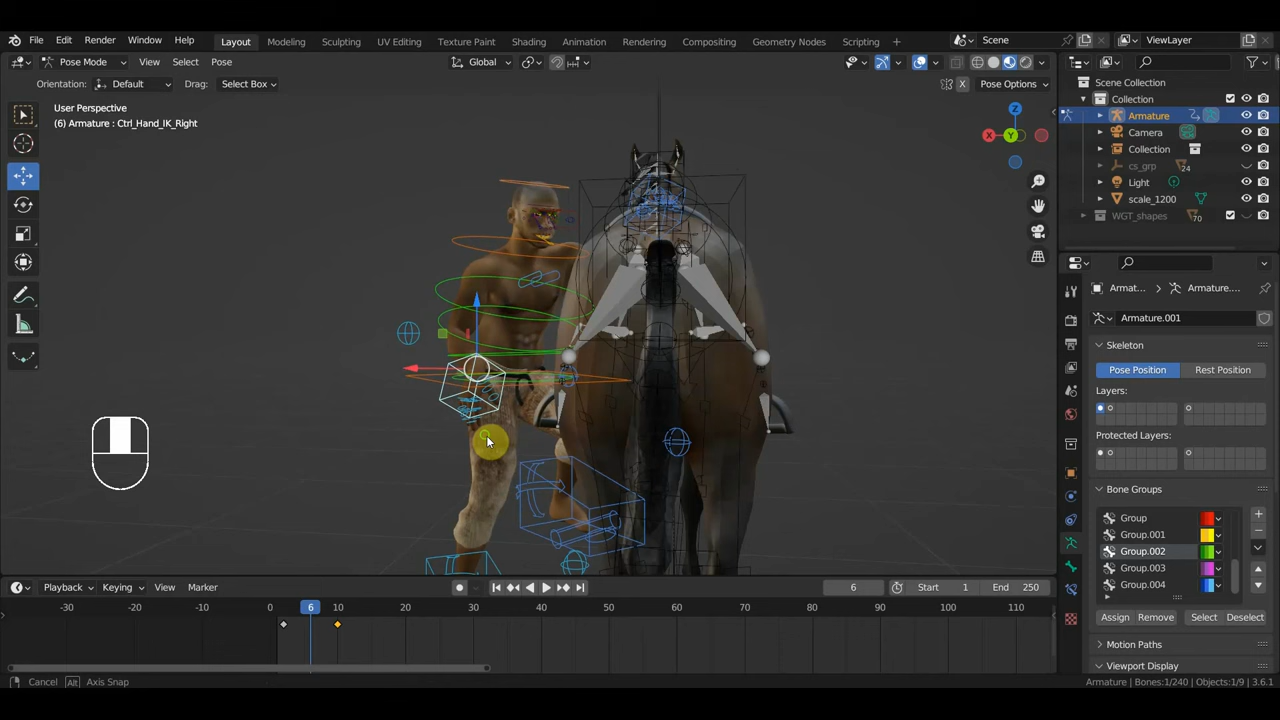 File Edit Render Window Help Layout Modeling Sculpting UV Editing Texture Paint Shading Animation Rendering Compositing Geometry Nodes Scripting + Scene ViewLayer
Pose Mode View Select Pose Global
Orientation: Default Drag: Select Box X Pose Options
User Perspective
(6) Armature : Ctrl_Hand_IK_Right
Z
X
Y
Scene Collection
Collection
Armature
Camera
Collection
cs_grp 24
Light
scale_1200
WGT_shapes 70
Armat... Armature....
Armature.001
Skeleton
Pose Position Rest Position
Layers:
Protected Layers:
Bone Groups
Group
Group.001
Group.002
Group.003
Group.004
Assign Remove Select Deselect
Motion Paths
Viewport Display
Playback Keying View Marker 6 Start 1 End 250
-30 -20 -10 0 6 10 20 30 40 50 60 70 80 90 100 110
Cancel Alt Axis Snap Armature | Bones:1/240 | Objects:1/9 | 3.6.1